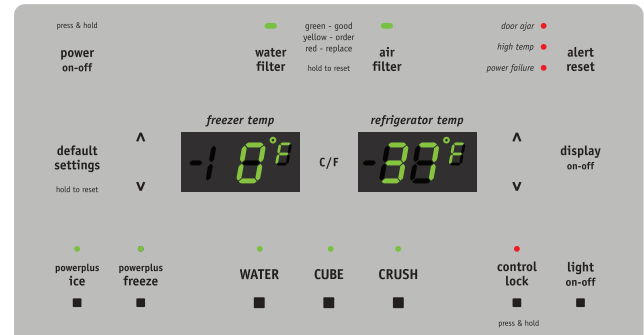 press & hold
power
on-off
water
filter
green - good
yellow - order
red - replace
hold to reset
air
filter
door ajar
high temp
power failure
alert
reset
default
settings
hold to reset
freezer temp
0°F
C/F
refrigerator temp
37°F
display
on-off
powerplus
ice
powerplus
freeze
WATER
CUBE
CRUSH
control
lock
press & hold
light
on-off